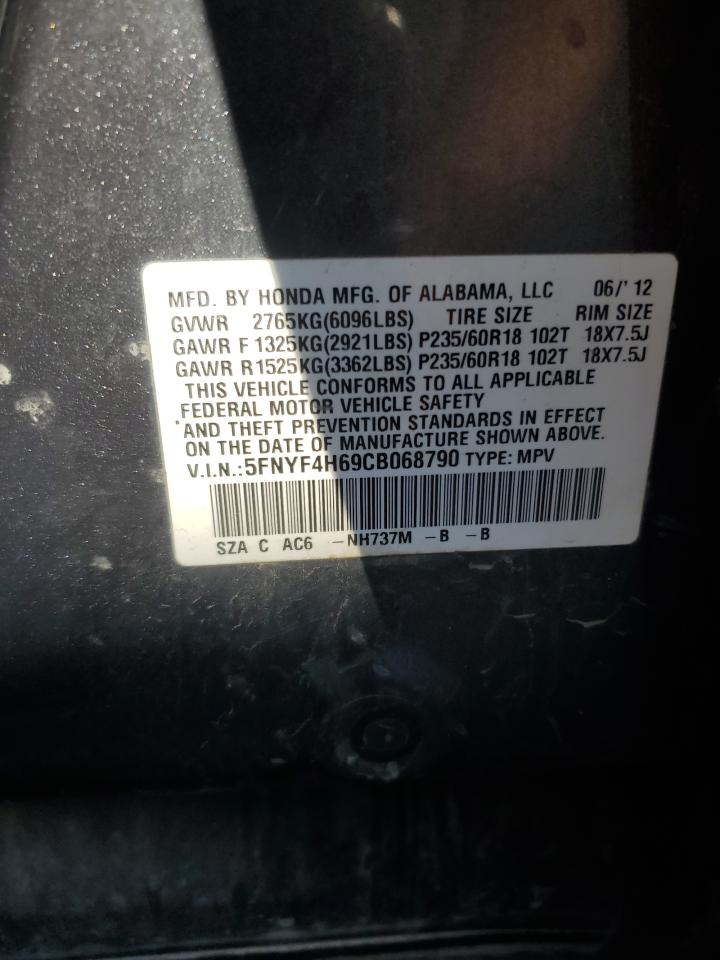 MFD. BY HONDA MFG. OF ALABAMA, LLC 06/'12
GVWR 2765KG(6096LBS) TIRE SIZE RIM SIZE
GAWR F1325KG(2921LBS) P235/60R18 102T 18X7.5J
GAWR R1525KG(3362LBS) P235/60R18 102T 18X7.5J
THIS VEHICLE CONFORMS TO ALL APPLICABLE
FEDERAL MOTOR VEHICLE SAFETY
*AND THEFT PREVENTION STANDARDS IN EFFECT
ON THE DATE OF MANUFACTURE SHOWN ABOVE.
V.I.N.:5FNYF4H69CB068790 TYPE: MPV
SZA C AC6 -NH737M -B -B